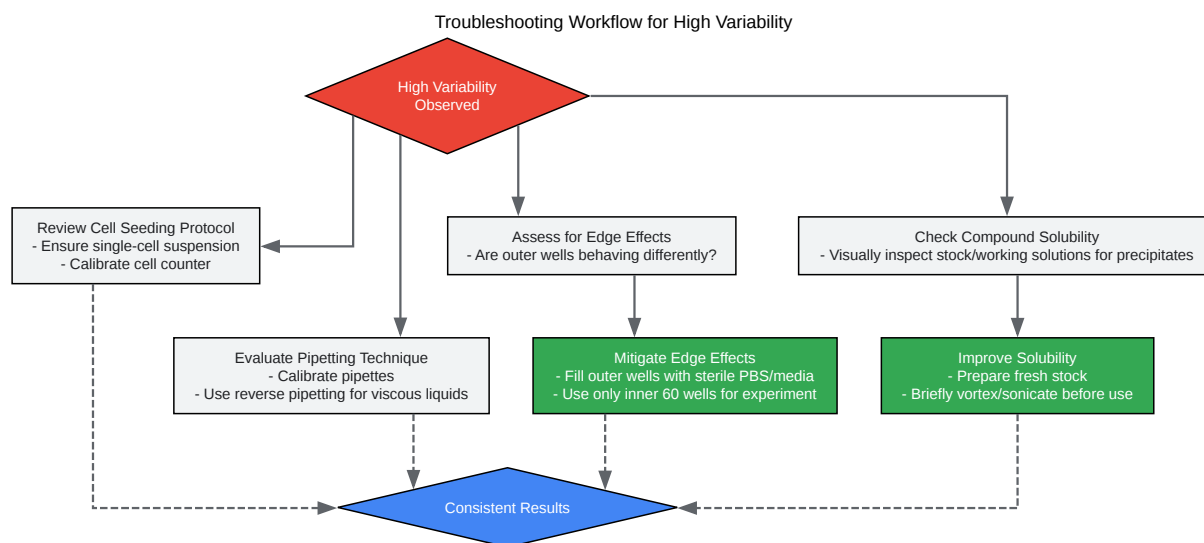 Troubleshooting Workflow for High Variability
High Variability
Observed
Review Cell Seeding Protocol
- Ensure single-cell suspension
- Calibrate cell counter
Assess for Edge Effects
- Are outer wells behaving differently?
Check Compound Solubility
- Visually inspect stock/working solutions for precipitates
Evaluate Pipetting Technique
- Calibrate pipettes
- Use reverse pipetting for viscous liquids
Mitigate Edge Effects
- Fill outer wells with sterile PBS/media
- Use only inner 60 wells for experiment
Improve Solubility
- Prepare fresh stock
- Briefly vortex/sonicate before use
Consistent Results